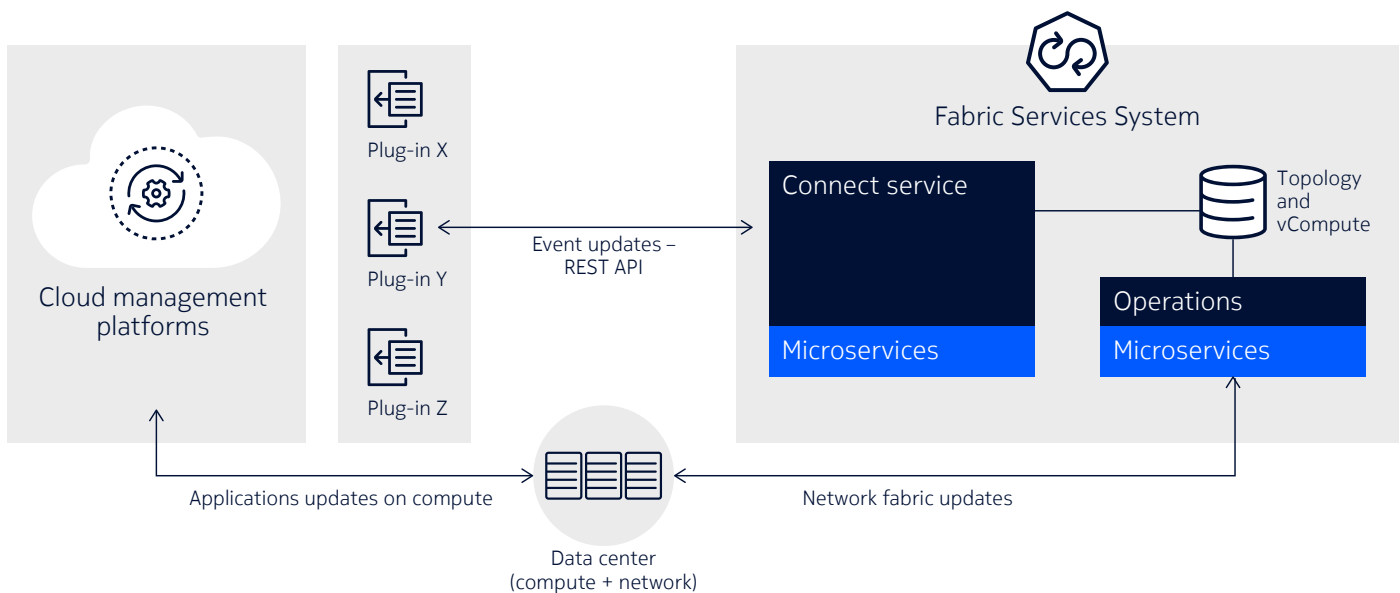 Cloud management
platforms
Plug-in X
Plug-in Y
Plug-in Z
Event updates –
REST API
Fabric Services System
Connect service
Microservices
Topology
and
vCompute
Operations
Microservices
Applications updates on compute
Network fabric updates
Data center
(compute + network)